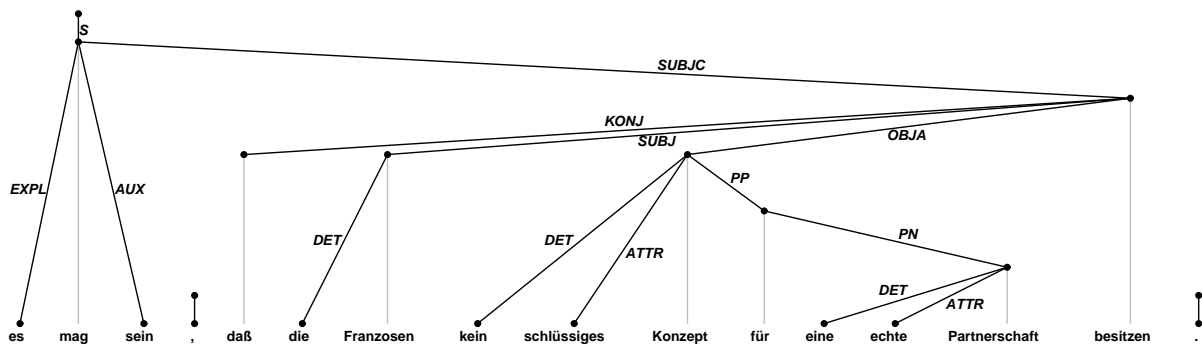 S
SUBJC
KONJ
SUBJ OBJA
EXPL AUX PP
DET DET ATTR PN
DET ATTR
es mag sein , daß die Franzosen kein schlüssiges Konzept für eine echte Partnerschaft besitzen .